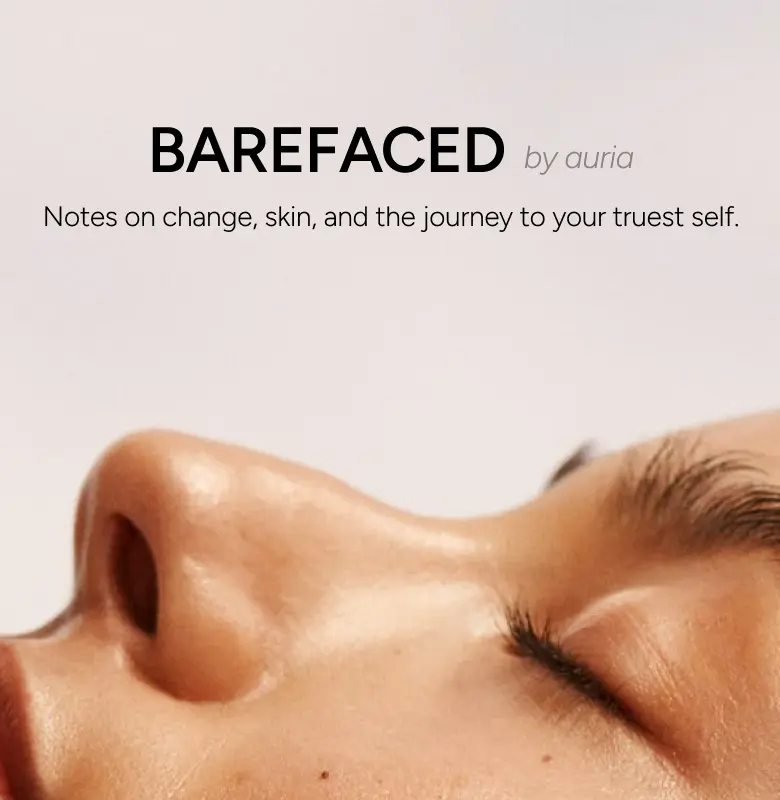 BAREFACED by auria
Notes on change, skin, and the journey to your truest self.